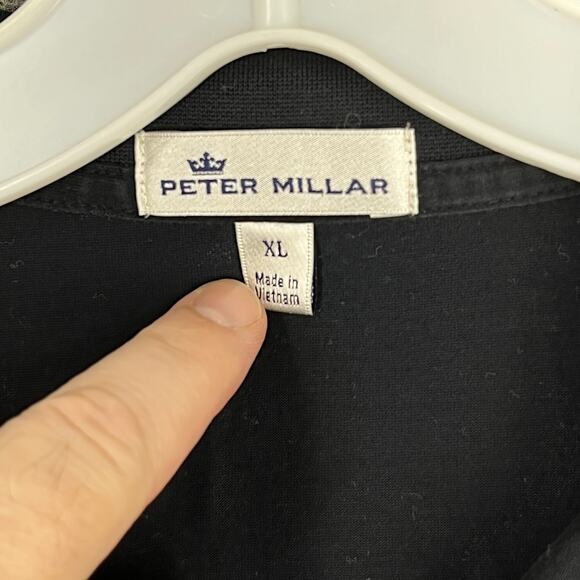 PETER MILLAR
XL
Made in
Vietnam